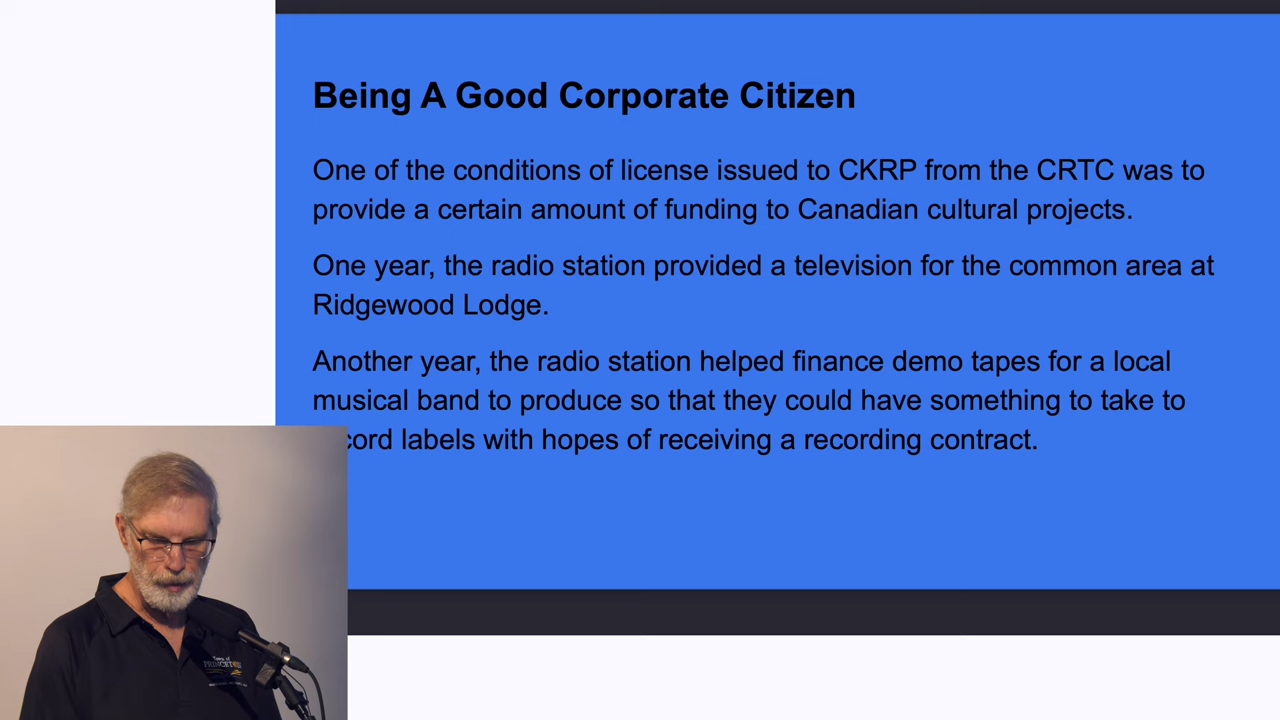 Being A Good Corporate Citizen
One of the conditions of license issued to CKRP from the CRTC was to
provide a certain amount of funding to Canadian cultural projects.
One year, the radio station provided a television for the common area at
Ridgewood Lodge.
Another year, the radio station helped finance demo tapes for a local
musical band to produce so that they could have something to take to
cord labels with hopes of receiving a recording contract.
Town of